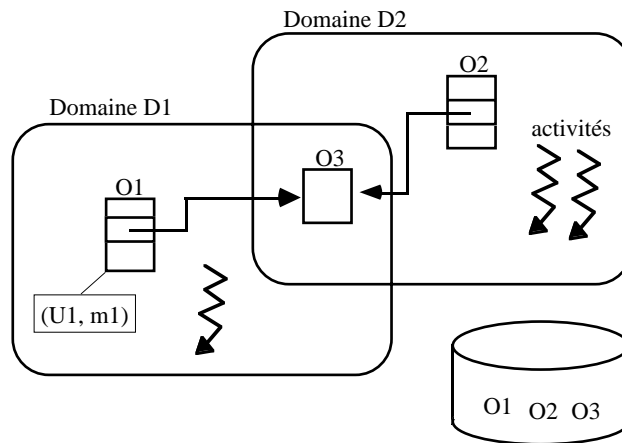 Domaine D2
O2
Domaine D1
activités
O3
O1
(U1, m1)
O1 O2 O3